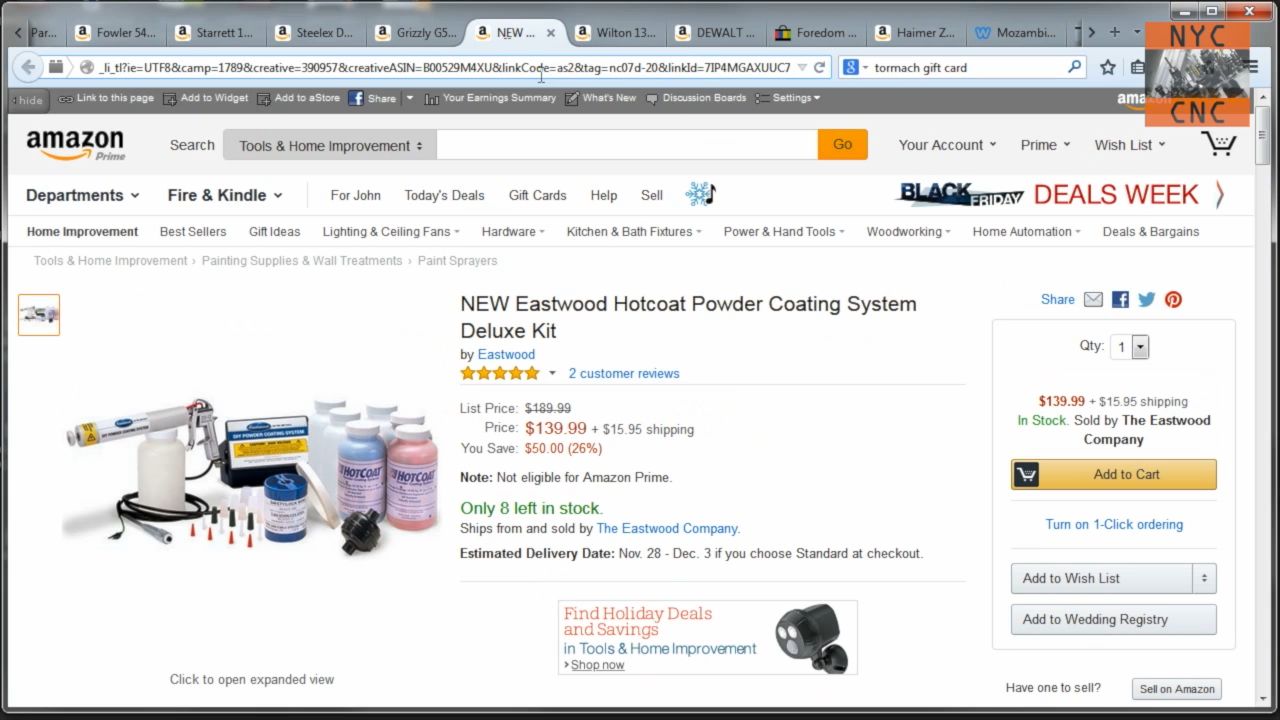 Par...
Fowler 54...
Starrett 1...
Steelex D...
Grizzly G5...
NEW ...
Wilton 13...
DEWALT ...
Foredom ...
Haimer Z...
Mozambi...
NYC
CNC
_li_tl?ie=UTF8&camp=1789&creative=390957&creativeASIN=B00529M4XU&linkCode=as2&tag=nc07d-20&linkId=7IP4MGAXUUC7
tormach gift card
hide
Link to this page
Add to Widget
Add to aStore
Share
Your Earnings Summary
What's New
Discussion Boards
Settings
ama
amazon
Prime
Search
Tools & Home Improvement
Go
Your Account
Prime
Wish List
Departments
Fire & Kindle
For John
Today's Deals
Gift Cards
Help
Sell
BLACK FRIDAY DEALS WEEK
Home Improvement
Best Sellers
Gift Ideas
Lighting & Ceiling Fans
Hardware
Kitchen & Bath Fixtures
Power & Hand Tools
Woodworking
Home Automation
Deals & Bargains
Tools & Home Improvement › Painting Supplies & Wall Treatments › Paint Sprayers
NEW Eastwood Hotcoat Powder Coating System
Deluxe Kit
by Eastwood
2 customer reviews
List Price: $189.99
Price: $139.99 + $15.95 shipping
You Save: $50.00 (26%)
Note: Not eligible for Amazon Prime.
Only 8 left in stock.
Ships from and sold by The Eastwood Company.
Estimated Delivery Date: Nov. 28 - Dec. 3 if you choose Standard at checkout.
HOTCOAT
HOTCOAT
Find Holiday Deals
and Savings
in Tools & Home Improvement
›Shop now
Click to open expanded view
Share
Qty: 1
$139.99 + $15.95 shipping
In Stock. Sold by The Eastwood
Company
Add to Cart
Turn on 1-Click ordering
Add to Wish List
Add to Wedding Registry
Have one to sell?
Sell on Amazon